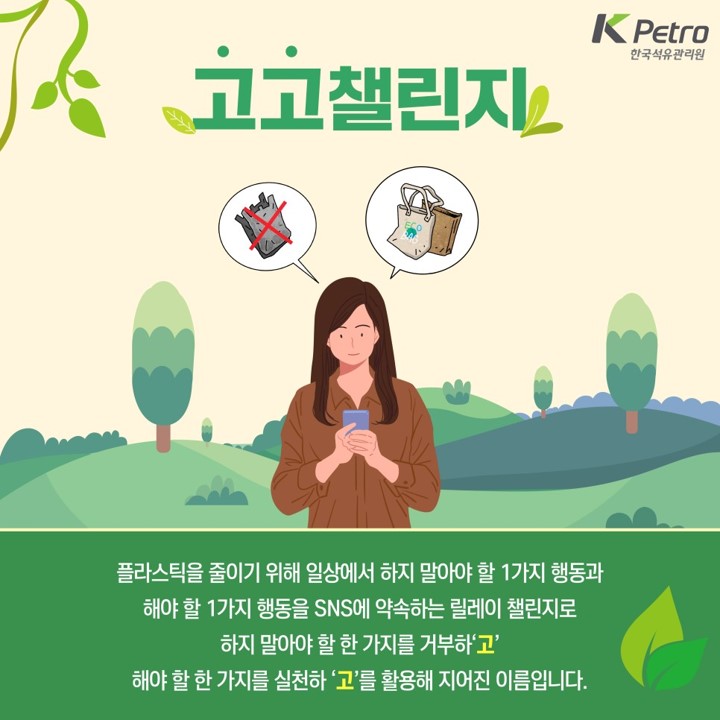 K Petro
한국석유관리원
고고챌린지
ECO
플라스틱을 줄이기 위해 일상에서 하지 말아야 할 1가지 행동과
해야 할 1가지 행동을 SNS에 약속하는 릴레이 챌린지로
하지 말아야 할 한 가지를 거부하‘고’
해야 할 한 가지를 실천하 ‘고’를 활용해 지어진 이름입니다.